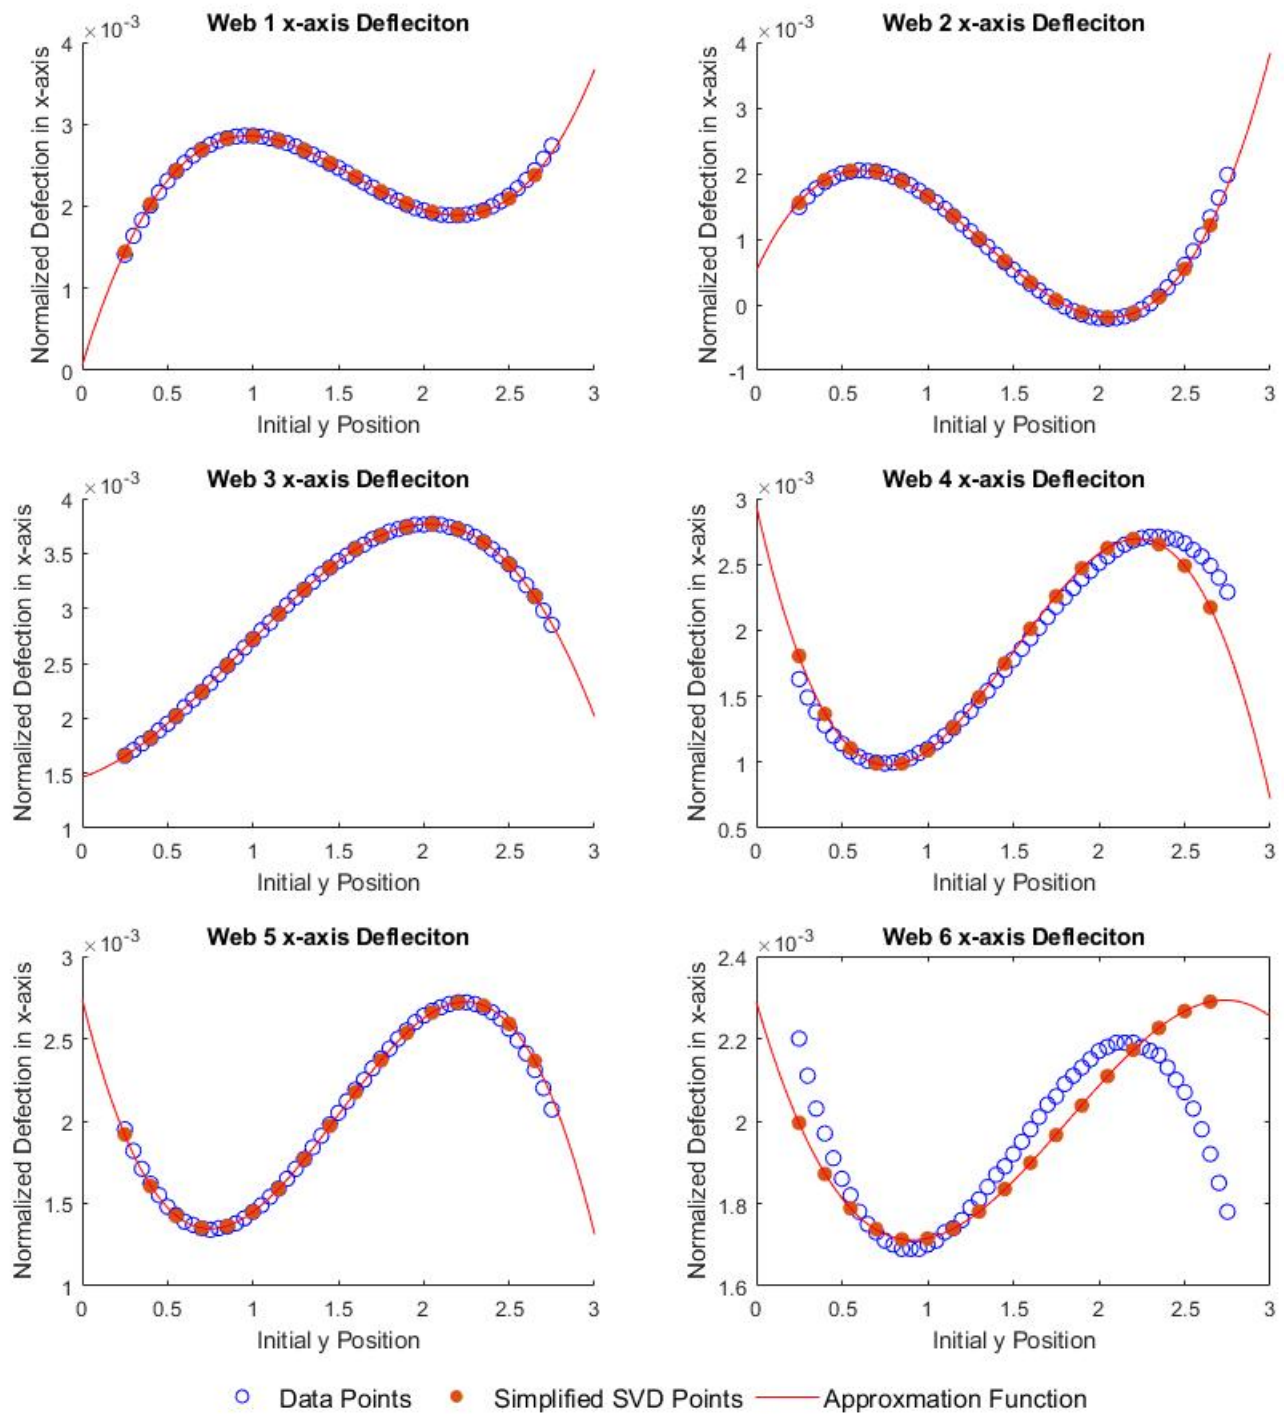 ×10⁻³
Web 1 x-axis Defleciton
4
3
2
1
0
0 0.5 1 1.5 2 2.5 3
Normalized Defection in x-axis
Initial y Position
×10⁻³
Web 2 x-axis Defleciton
4
3
2
1
0
-1
0 0.5 1 1.5 2 2.5 3
Normalized Defection in x-axis
Initial y Position
×10⁻³
Web 3 x-axis Defleciton
4
3.5
3
2.5
2
1.5
1
0 0.5 1 1.5 2 2.5 3
Normalized Defection in x-axis
Initial y Position
×10⁻³
Web 4 x-axis Defleciton
3
2.5
2
1.5
1
0.5
0 0.5 1 1.5 2 2.5 3
Normalized Defection in x-axis
Initial y Position
×10⁻³
Web 5 x-axis Defleciton
3
2.5
2
1.5
1
0 0.5 1 1.5 2 2.5 3
Normalized Defection in x-axis
Initial y Position
×10⁻³
Web 6 x-axis Defleciton
2.4
2.2
2
1.8
1.6
0 0.5 1 1.5 2 2.5 3
Normalized Defection in x-axis
Initial y Position
Data Points Simplified SVD Points Approxmation Function